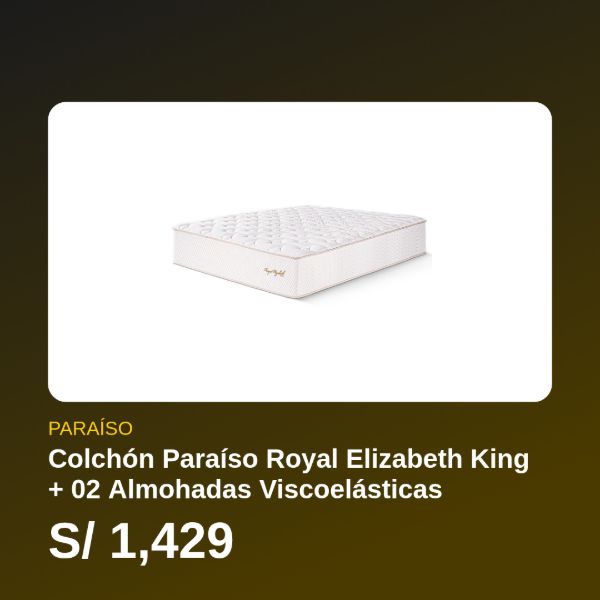 PARAÍSO
Colchón Paraíso Royal Elizabeth King
+ 02 Almohadas Viscoelásticas
S/ 1,429